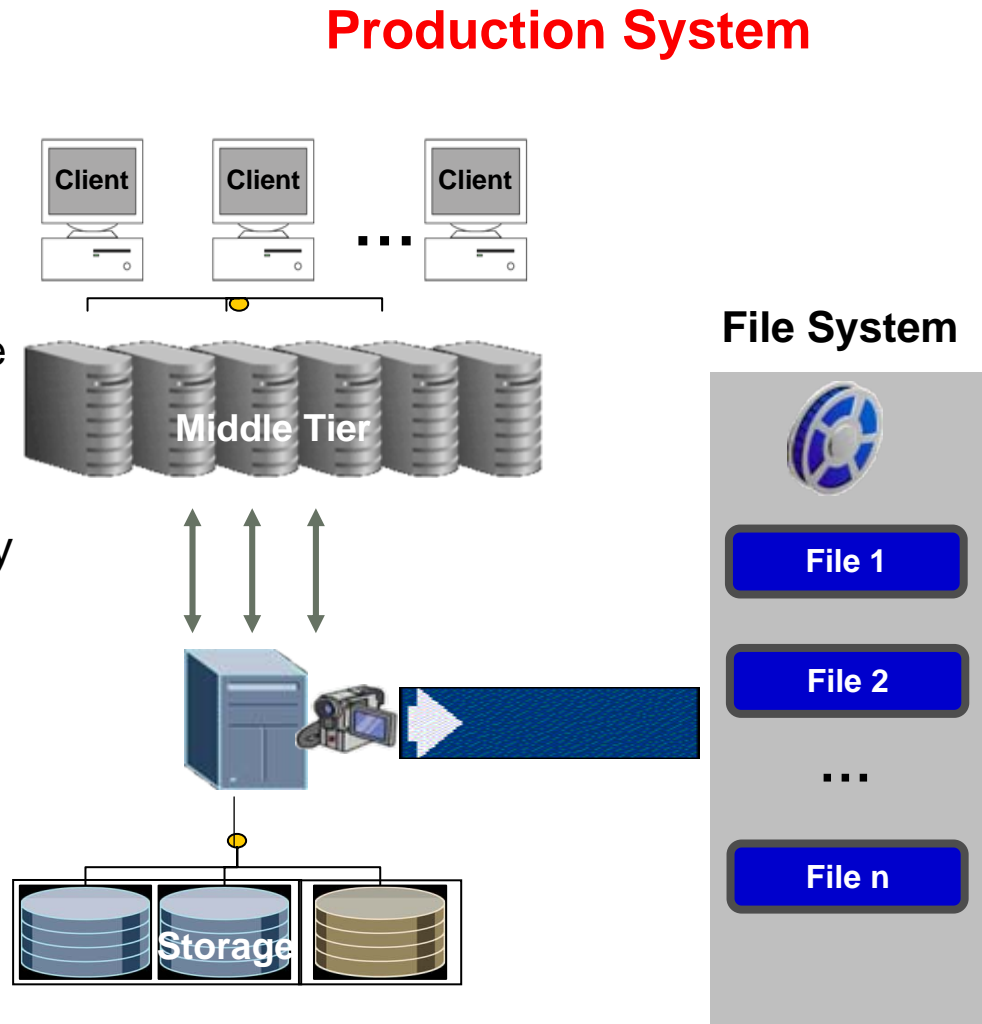 Production System
Client
Client
Client
...
File System
e
Middle Tier
y
File 1
File 2
...
File n
Storage